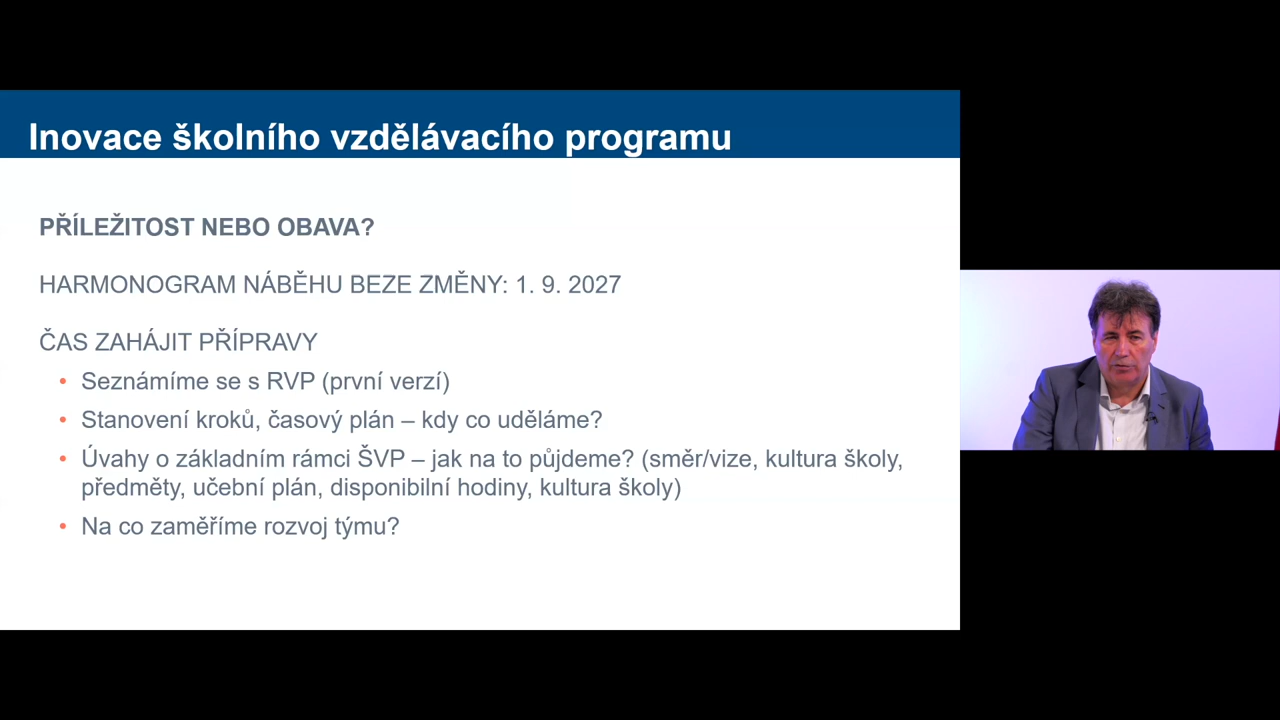 Inovace školního vzdělávacího programu
PŘÍLEŽITOST NEBO OBAVA?
HARMONOGRAM NÁBĚHU BEZE ZMĚNY: 1. 9. 2027
ČAS ZAHÁJIT PŘÍPRAVY
• Seznámíme se s RVP (první verzí)
• Stanovení kroků, časový plán – kdy co uděláme?
• Úvahy o základním rámci ŠVP – jak na to půjdeme? (směr/vize, kultura školy,
předměty, učební plán, disponibilní hodiny, kultura školy)
• Na co zaměříme rozvoj týmu?